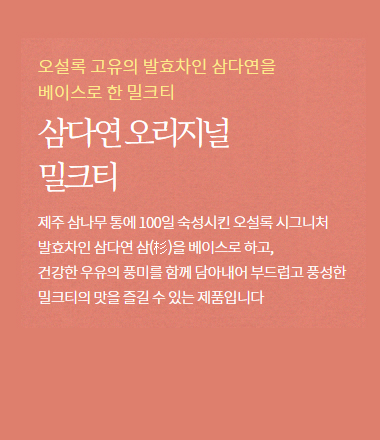 오설록 고유의 발효차인 삼다연을
베이스로 한 밀크티
삼다연 오리지널
밀크티
제주 삼나무 통에 100일 숙성시킨 오설록 시그니처
발효차인 삼다연 삼(杉)을 베이스로 하고,
건강한 우유의 풍미를 함께 담아내어 부드럽고 풍성한
밀크티의 맛을 즐길 수 있는 제품입니다